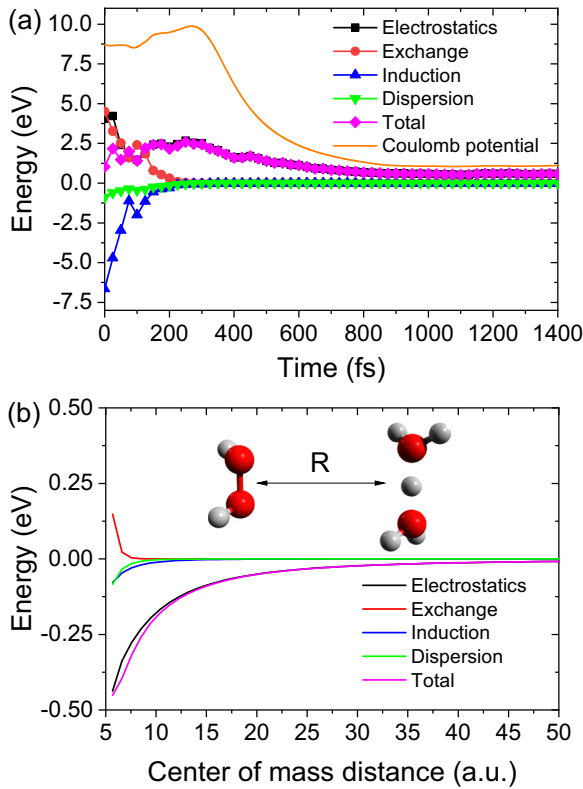 (a)
10.0
7.5
5.0
2.5
0.0
-2.5
-5.0
-7.5
Energy (eV)
Electrostatics
Exchange
Induction
Dispersion
Total
Coulomb potential
0 200 400 600 800 1000 1200 1400
Time (fs)
(b)
0.50
0.25
0.00
-0.25
-0.50
Energy (eV)
R
Electrostatics
Exchange
Induction
Dispersion
Total
5 10 15 20 25 30 35 40 45 50
Center of mass distance (a.u.)